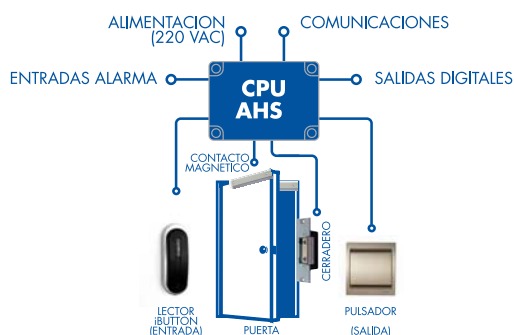 ALIMENTACION
(220 VAC)
COMUNICACIONES
ENTRADAS ALARMA
SALIDAS DIGITALES
CPU
AHS
CONTACTO
MAGNETICO
CERRADERO
LECTOR
iBUTTON
(ENTRADA)
PUERTA
PULSADOR
(SALIDA)